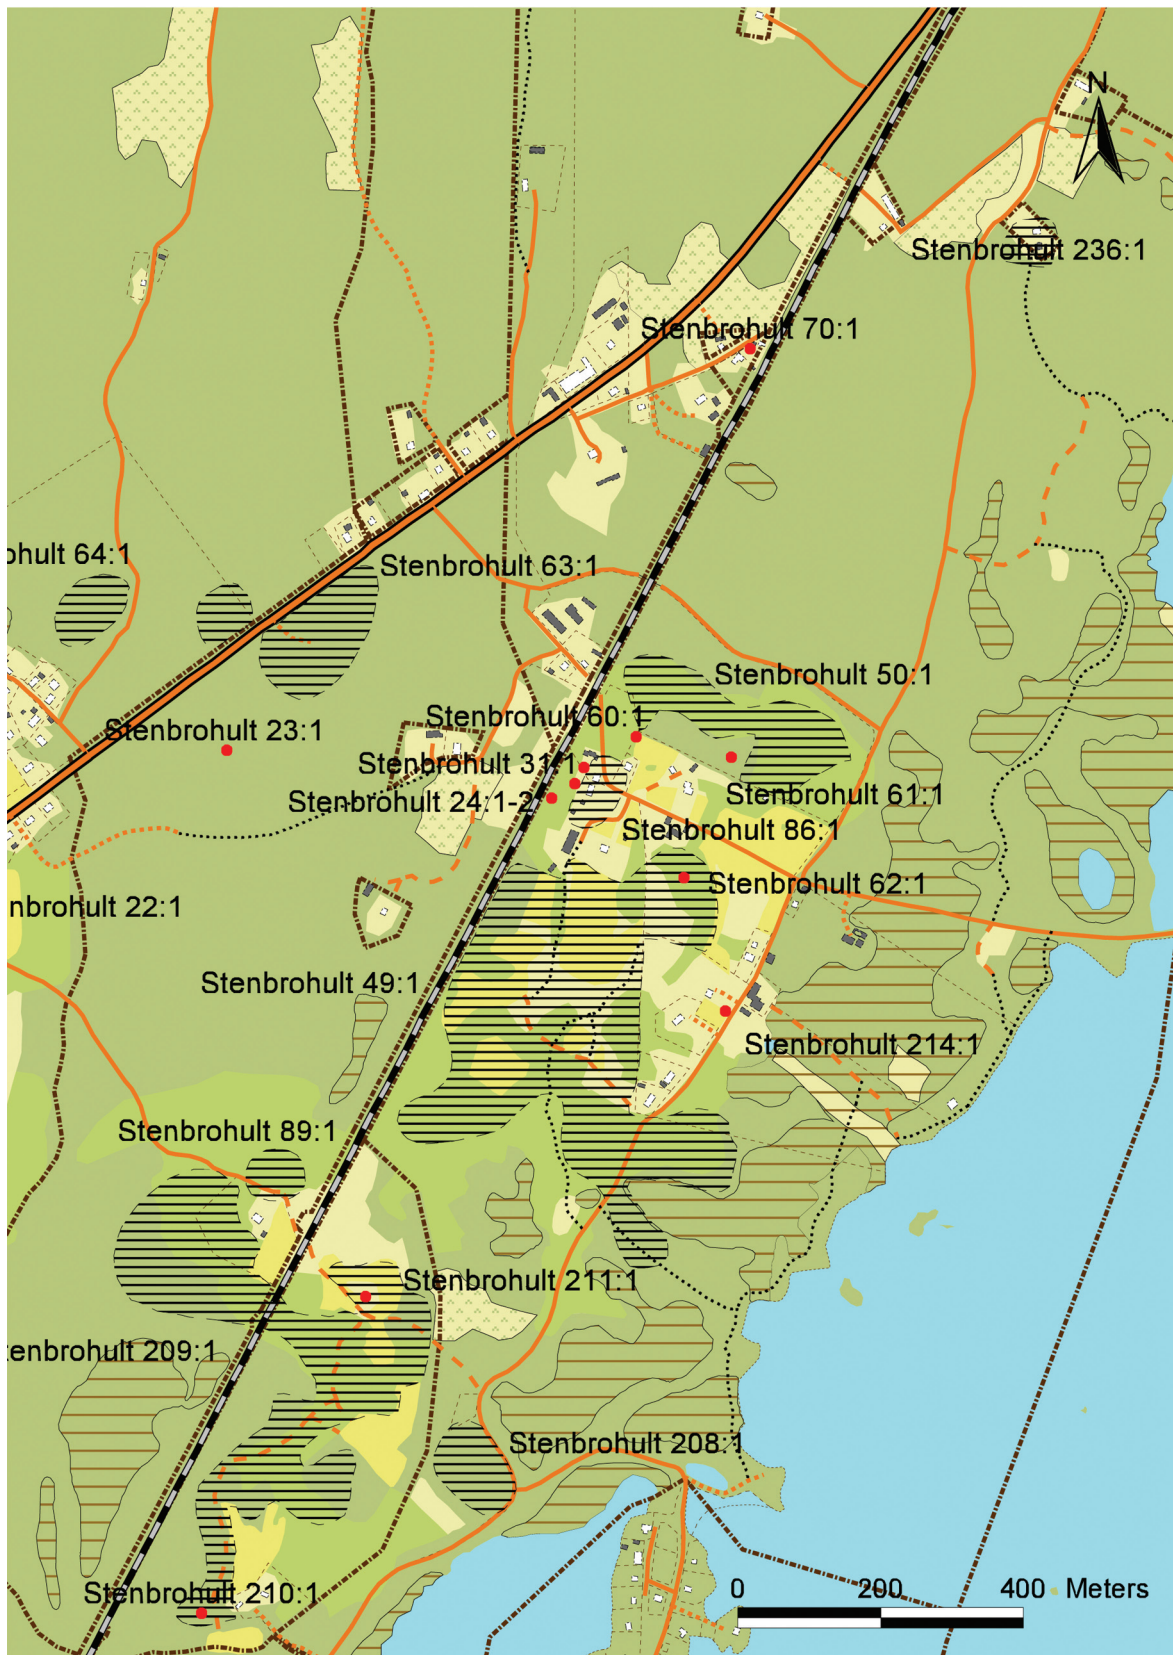 N
Stenbrohult 236:1
Stenbrohult 70:1
ohult 64:1
Stenbrohult 63:1
Stenbrohult 50:1
Stenbrohult 60:1
Stenbrohult 23:1
Stenbrohult 31:1
Stenbrohult 24:1-2
Stenbrohult 61:1
Stenbrohult 86:1
Stenbrohult 62:1
nbrohult 22:1
Stenbrohult 49:1
Stenbrohult 214:1
Stenbrohult 89:1
Stenbrohult 211:1
tenbrohult 209:1
Stenbrohult 208:1
Stenbrohult 210:1
0 200 400 Meters